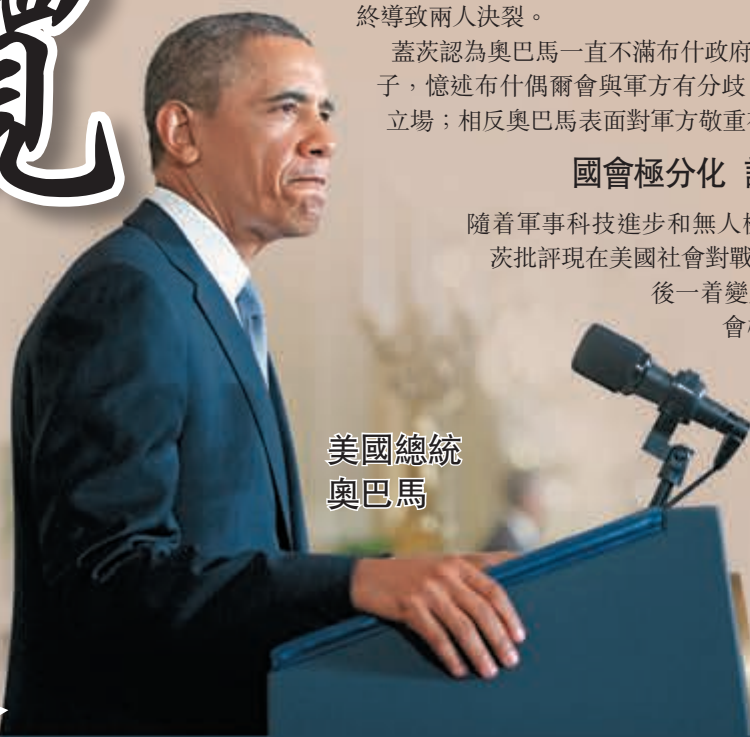 終導致兩人決裂。
蓋茨認為奧巴馬一直不滿布什政府
子，憶述布什偶爾會與軍方有分歧
立場；相反奧巴馬表面對軍方敬重
國會極分化
隨着軍事科技進步和無人
茨批評現在美國社會對戰
後一着變
會
美國總統
奧巴馬